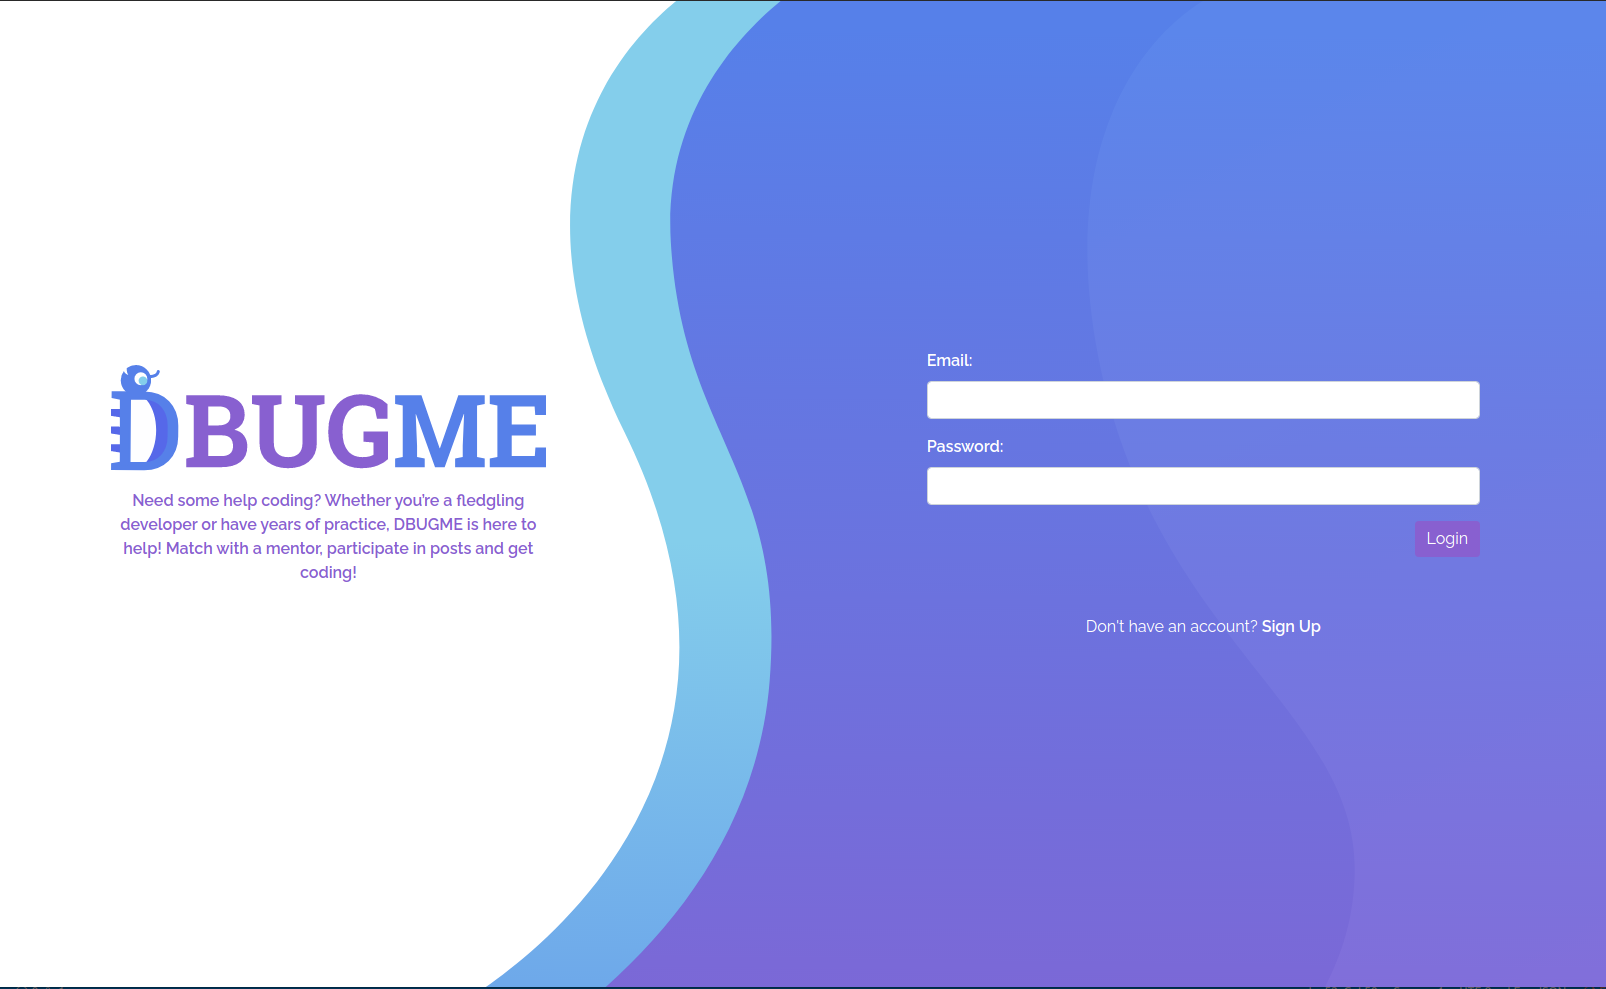 DBUGME
Need some help coding? Whether you're a fledgling
developer or have years of practice, DBUGME is here to
help! Match with a mentor, participate in posts and get
coding!
Email:
Password:
Login
Don't have an account? Sign Up